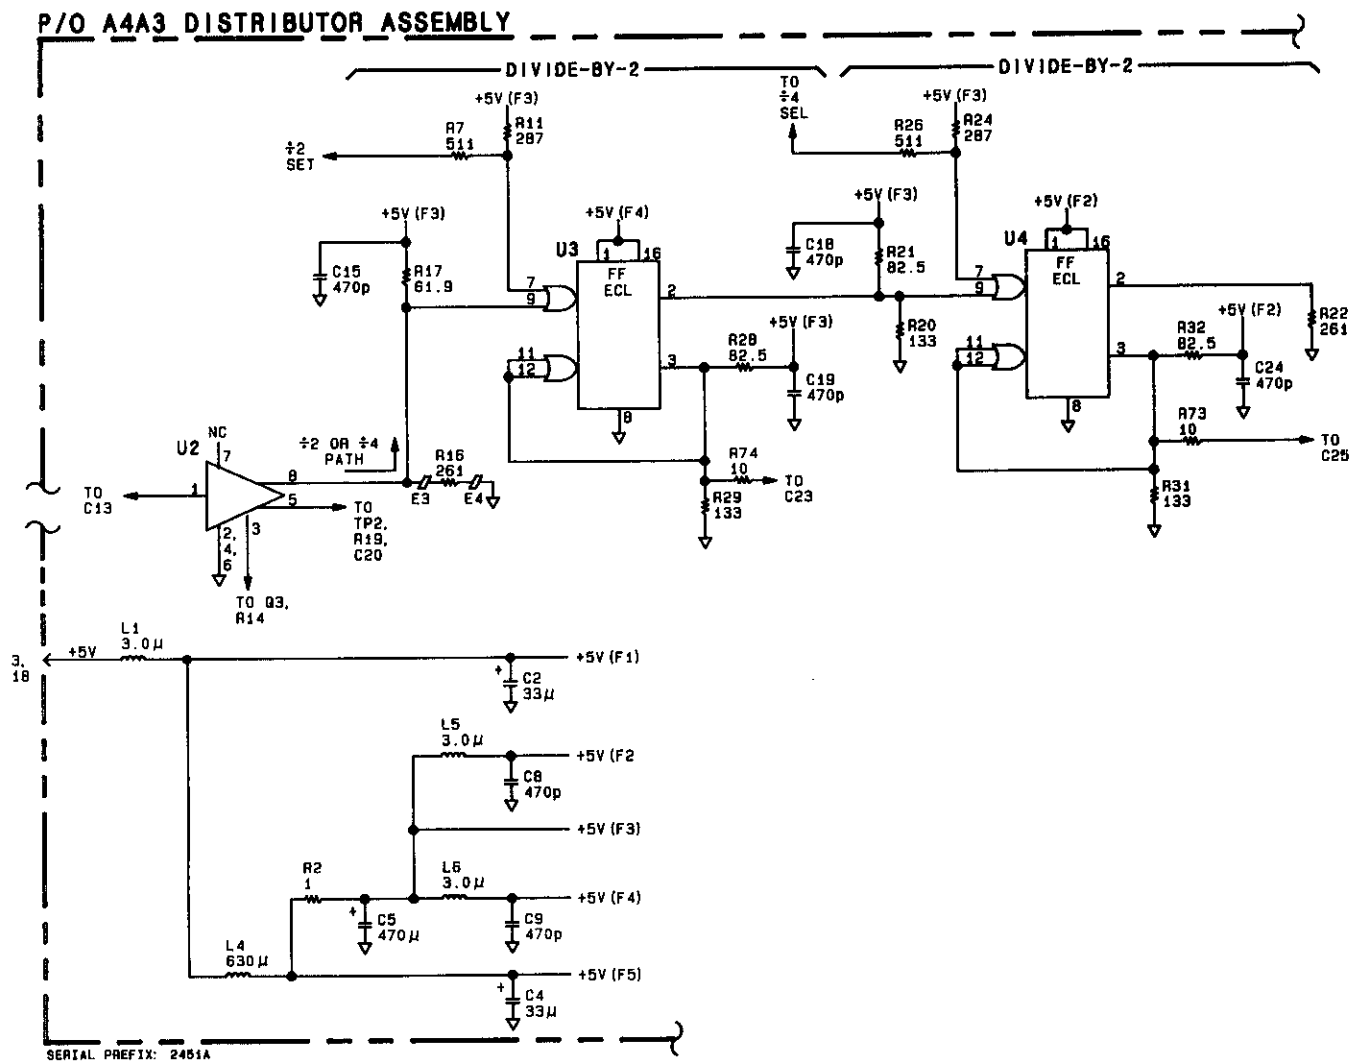 P/O A4A3 DISTRIBUTOR ASSEMBLY
DIVIDE-BY-2
DIVIDE-BY-2
+5V (F3)
R7
511
R11
287
÷2
SET
TO
÷4
SEL
+5V (F3)
R26
511
R24
287
+5V (F3)
C15
470p
R17
61.9
U3
+5V (F4)
1
16
FF
ECL
7
9
2
11
12
3
8
+5V (F3)
C18
470p
R21
82.5
R20
133
R28
82.5
+5V (F3)
C19
470p
R74
10
TO
C23
R29
133
U4
+5V (F2)
1
16
FF
ECL
7
9
2
11
12
3
8
R22
261
R32
82.5
+5V (F2)
C24
470p
R73
10
TO
C25
R31
133
U2
NC
7
÷2 OR ÷4
PATH
R16
261
E3
E4
TO
C13
1
8
5
2,
4,
6
3
TO
TP2,
R19,
C20
TO Q3,
R14
3,
18
+5V
L1
3.0μ
C2
33μ
+
+5V (F1)
L5
3.0μ
C8
470p
+5V (F2
+5V (F3)
R2
1
L6
3.0μ
+
C5
470μ
C9
470p
+5V (F4)
L4
630μ
+
C4
33μ
+5V (F5)
SERIAL PREFIX: 2451A